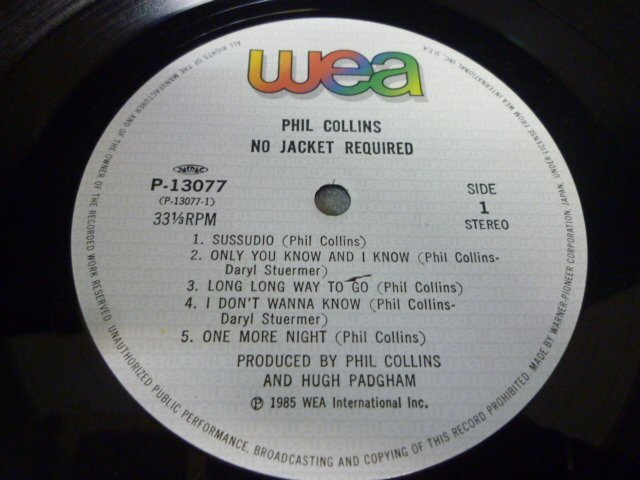 wea
PHIL COLLINS
NO JACKET REQUIRED
JASRAC
P-13077
(P-13077-1)
33⅓RPM
SIDE
1
STEREO
1. SUSSUDIO (Phil Collins)
2. ONLY YOU KNOW AND I KNOW (Phil Collins-
Daryl Stuermer)
3. LONG LONG WAY TO GO (Phil Collins)
4. I DON'T WANNA KNOW (Phil Collins-
Daryl Stuermer)
5. ONE MORE NIGHT (Phil Collins)
PRODUCED BY PHIL COLLINS
AND HUGH PADGHAM
℗ 1985 WEA International Inc.
ALL RIGHTS OF THE MANUFACTURER AND OF THE OWNER OF THE RECORDED WORK RESERVED. UNAUTHORIZED PUBLIC PERFORMANCE, BROADCASTING AND COPYING OF THIS RECORD PROHIBITED. MADE BY WARNER-PIONEER CORPORATION, JAPAN, UNDER LICENSE FROM WEA INTERNATIONAL INC., U.S.A.